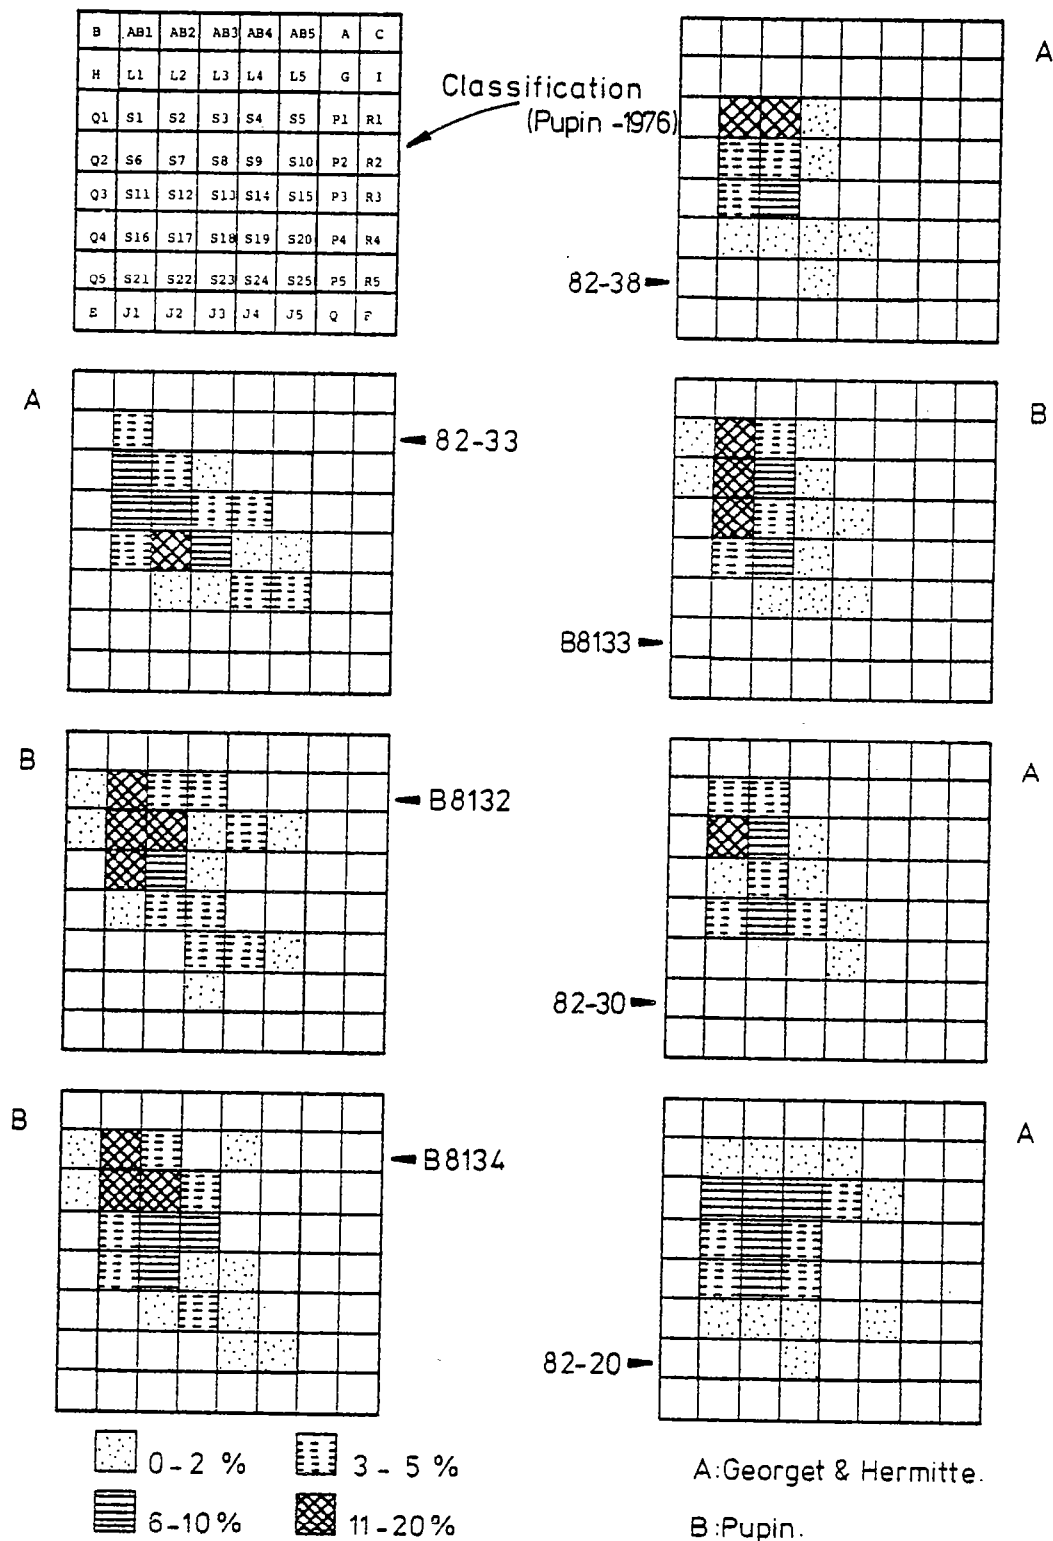 B AB1 AB2 AB3 AB4 AB5 A C
H L1 L2 L3 L4 L5 G I
Q1 S1 S2 S3 S4 S5 P1 R1
Q2 S6 S7 S8 S9 S10 P2 R2
Q3 S11 S12 S13 S14 S15 P3 R3
Q4 S16 S17 S18 S19 S20 P4 R4
Q5 S21 S22 S23 S24 S25 P5 R5
E J1 J2 J3 J4 J5 Q F
Classification
(Pupin -1976)
A
82-38
A
82-33
B
B8133
B
B8132
A
82-30
B
B8134
A
82-20
0-2 %
3-5 %
6-10%
11-20%
A:Georget & Hermitte.
B:Pupin.